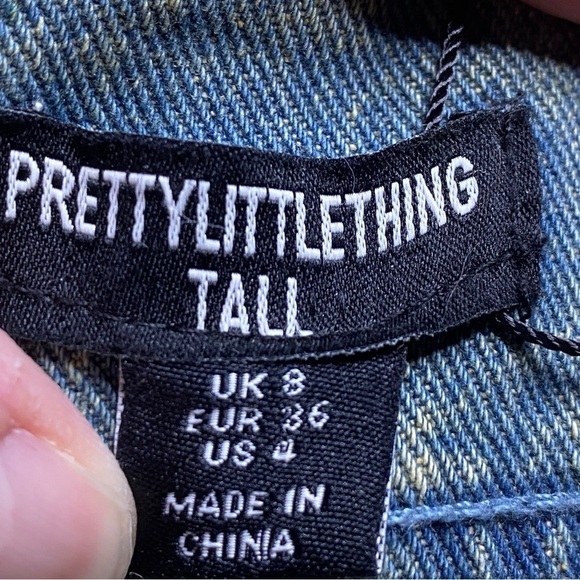 PRETTYLITTLETHING
TALL
UK 8
EUR 36
US 4
MADE IN
CHINA